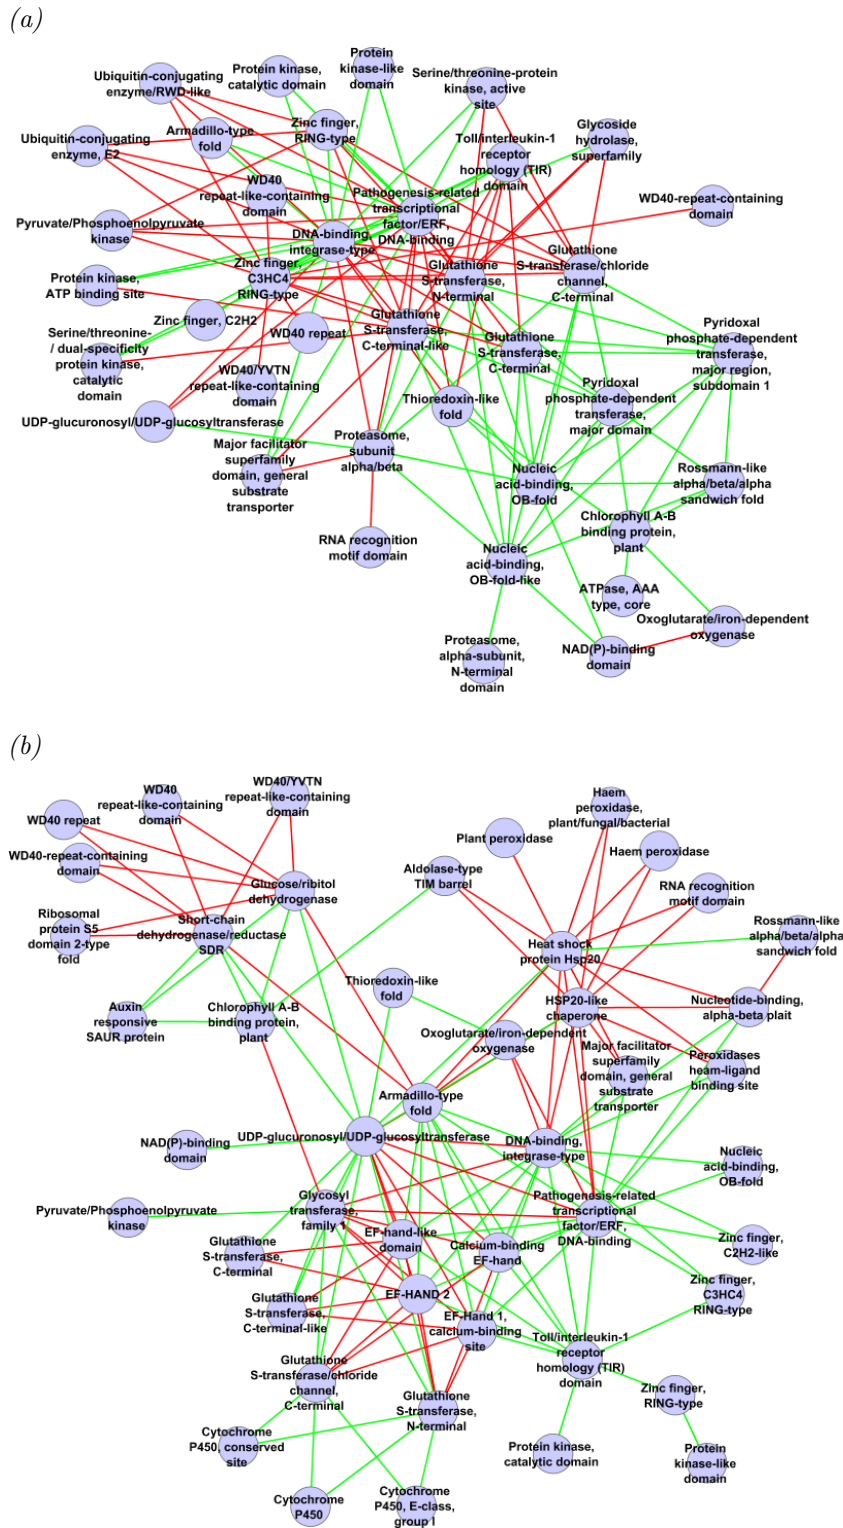 (a)
Protein
kinase-like
domain
Ubiquitin-conjugating
enzyme/RWD-like
Protein kinase,
catalytic domain
Serine/threonine-protein
kinase, active
site
Ubiquitin-conjugating
enzyme, E2
Armadillo-type
fold
Zinc finger,
RING-type
Toll/interleukin-1
receptor
homology (TIR)
domain
Glycoside
hydrolase,
superfamily
WD40
repeat-like-containing
domain
Pathogenesis-related
transcriptional
factor/ERF,
DNA-binding
WD40-repeat-containing
domain
Pyruvate/Phosphoenolpyruvate
kinase
DNA-binding,
integrase-type
Protein kinase,
ATP binding site
Zinc finger,
C3HC4
RING-type
Glutathione
S-transferase,
N-terminal
Glutathione
S-transferase/chloride
channel,
C-terminal
Zinc finger, C2H2
WD40 repeat
Glutathione
S-transferase,
C-terminal-like
Glutathione
S-transferase,
C-terminal
Pyridoxal
phosphate-dependent
transferase,
major region,
subdomain 1
Serine/threonine-
/ dual-specificity
protein kinase,
catalytic
domain
WD40/YVTN
repeat-like-containing
domain
Thioredoxin-like
fold
Pyridoxal
phosphate-dependent
transferase,
major domain
UDP-glucuronosyl/UDP-glucosyltransferase
Major facilitator
superfamily
domain, general
substrate
transporter
Proteasome,
subunit
alpha/beta
Nucleic
acid-binding,
OB-fold
Rossmann-like
alpha/beta/alpha
sandwich fold
RNA recognition
motif domain
Nucleic
acid-binding,
OB-fold-like
Chlorophyll A-B
binding protein,
plant
ATPase, AAA
type, core
Oxoglutarate/iron-dependent
oxygenase
Proteasome,
alpha-subunit,
N-terminal
domain
NAD(P)-binding
domain
(b)
WD40 repeat
WD40
repeat-like-containing
domain
WD40/YVTN
repeat-like-containing
domain
Haem
peroxidase,
plant/fungal/bacterial
Plant peroxidase
Haem peroxidase
WD40-repeat-containing
domain
Glucose/ribitol
dehydrogenase
Aldolase-type
TIM barrel
RNA recognition
motif domain
Ribosomal
protein S5
domain 2-type
fold
Short-chain
dehydrogenase/reductase
SDR
Heat shock
protein Hsp20
Rossmann-like
alpha/beta/alpha
sandwich fold
Auxin
responsive
SAUR protein
Chlorophyll A-B
binding protein,
plant
Thioredoxin-like
fold
HSP20-like
chaperone
Nucleotide-binding,
alpha-beta plait
Oxoglutarate/iron-dependent
oxygenase
Major facilitator
superfamily
domain, general
substrate
transporter
Peroxidases
heam-ligand
binding site
Armadillo-type
fold
NAD(P)-binding
domain
UDP-glucuronosyl/UDP-glucosyltransferase
DNA-binding,
integrase-type
Nucleic
acid-binding,
OB-fold
Pyruvate/Phosphoenolpyruvate
kinase
Glycosyl
transferase,
family 1
Pathogenesis-related
transcriptional
factor/ERF,
DNA-binding
Glutathione
S-transferase,
C-terminal
EF-hand-like
domain
Calcium-binding
EF-hand
Zinc finger,
C2H2-like
Glutathione
S-transferase,
C-terminal-like
EF-HAND 2
EF-Hand 1,
calcium-binding
site
Zinc finger,
C3HC4
RING-type
Glutathione
S-transferase/chloride
channel,
C-terminal
Toll/interleukin-1
receptor
homology (TIR)
domain
Glutathione
S-transferase,
N-terminal
Zinc finger,
RING-type
Cytochrome
P450, conserved
site
Protein kinase,
catalytic domain
Protein
kinase-like
domain
Cytochrome
P450
Cytochrome
P450, E-class,
group I